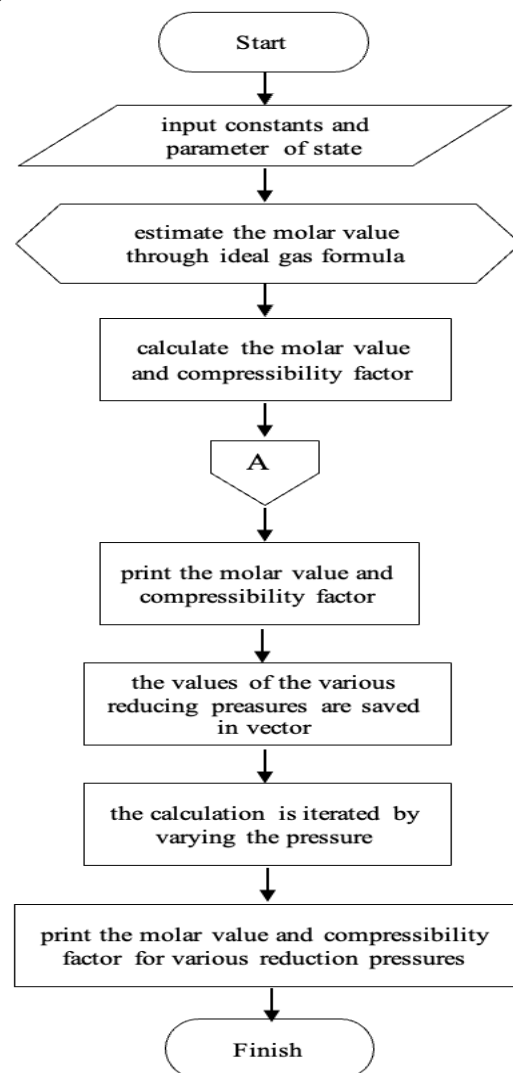 Start
input constants and
parameter of state
estimate the molar value
through ideal gas formula
calculate the molar value
and compressibility factor
A
print the molar value and
compressibility factor
the values of the various
reducing preasures are saved
in vector
the calculation is iterated by
varying the pressure
print the molar value and compressibility
factor for various reduction pressures
Finish